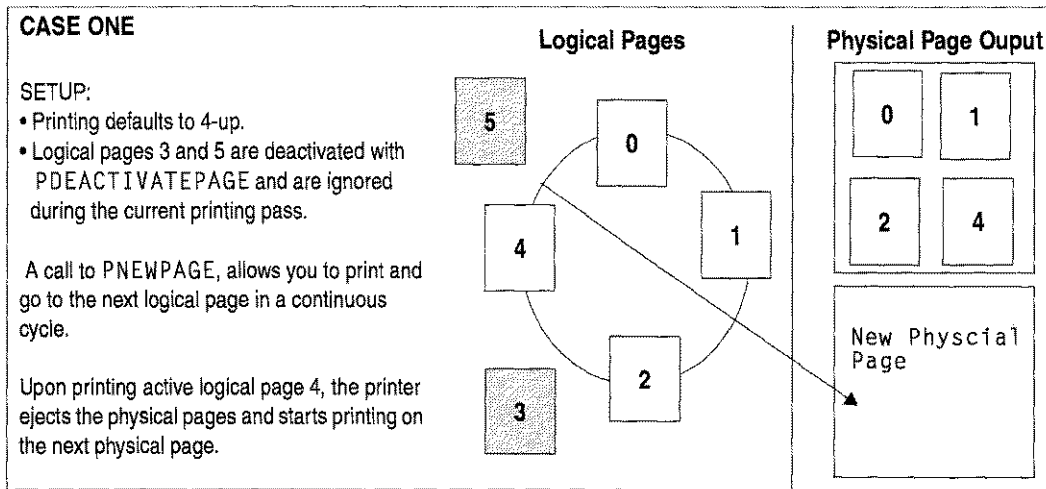 CASE ONE
SETUP:
• Printing defaults to 4-up.
• Logical pages 3 and 5 are deactivated with
PDEACTIVATEPAGE and are ignored
during the current printing pass.
A call to PNEWPAGE, allows you to print and
go to the next logical page in a continuous
cycle.
Upon printing active logical page 4, the printer
ejects the physical pages and starts printing on
the next physical page.
Logical Pages
5
0
4
1
2
3
Physical Page Ouput
0 1
2 4
New Physcial
Page